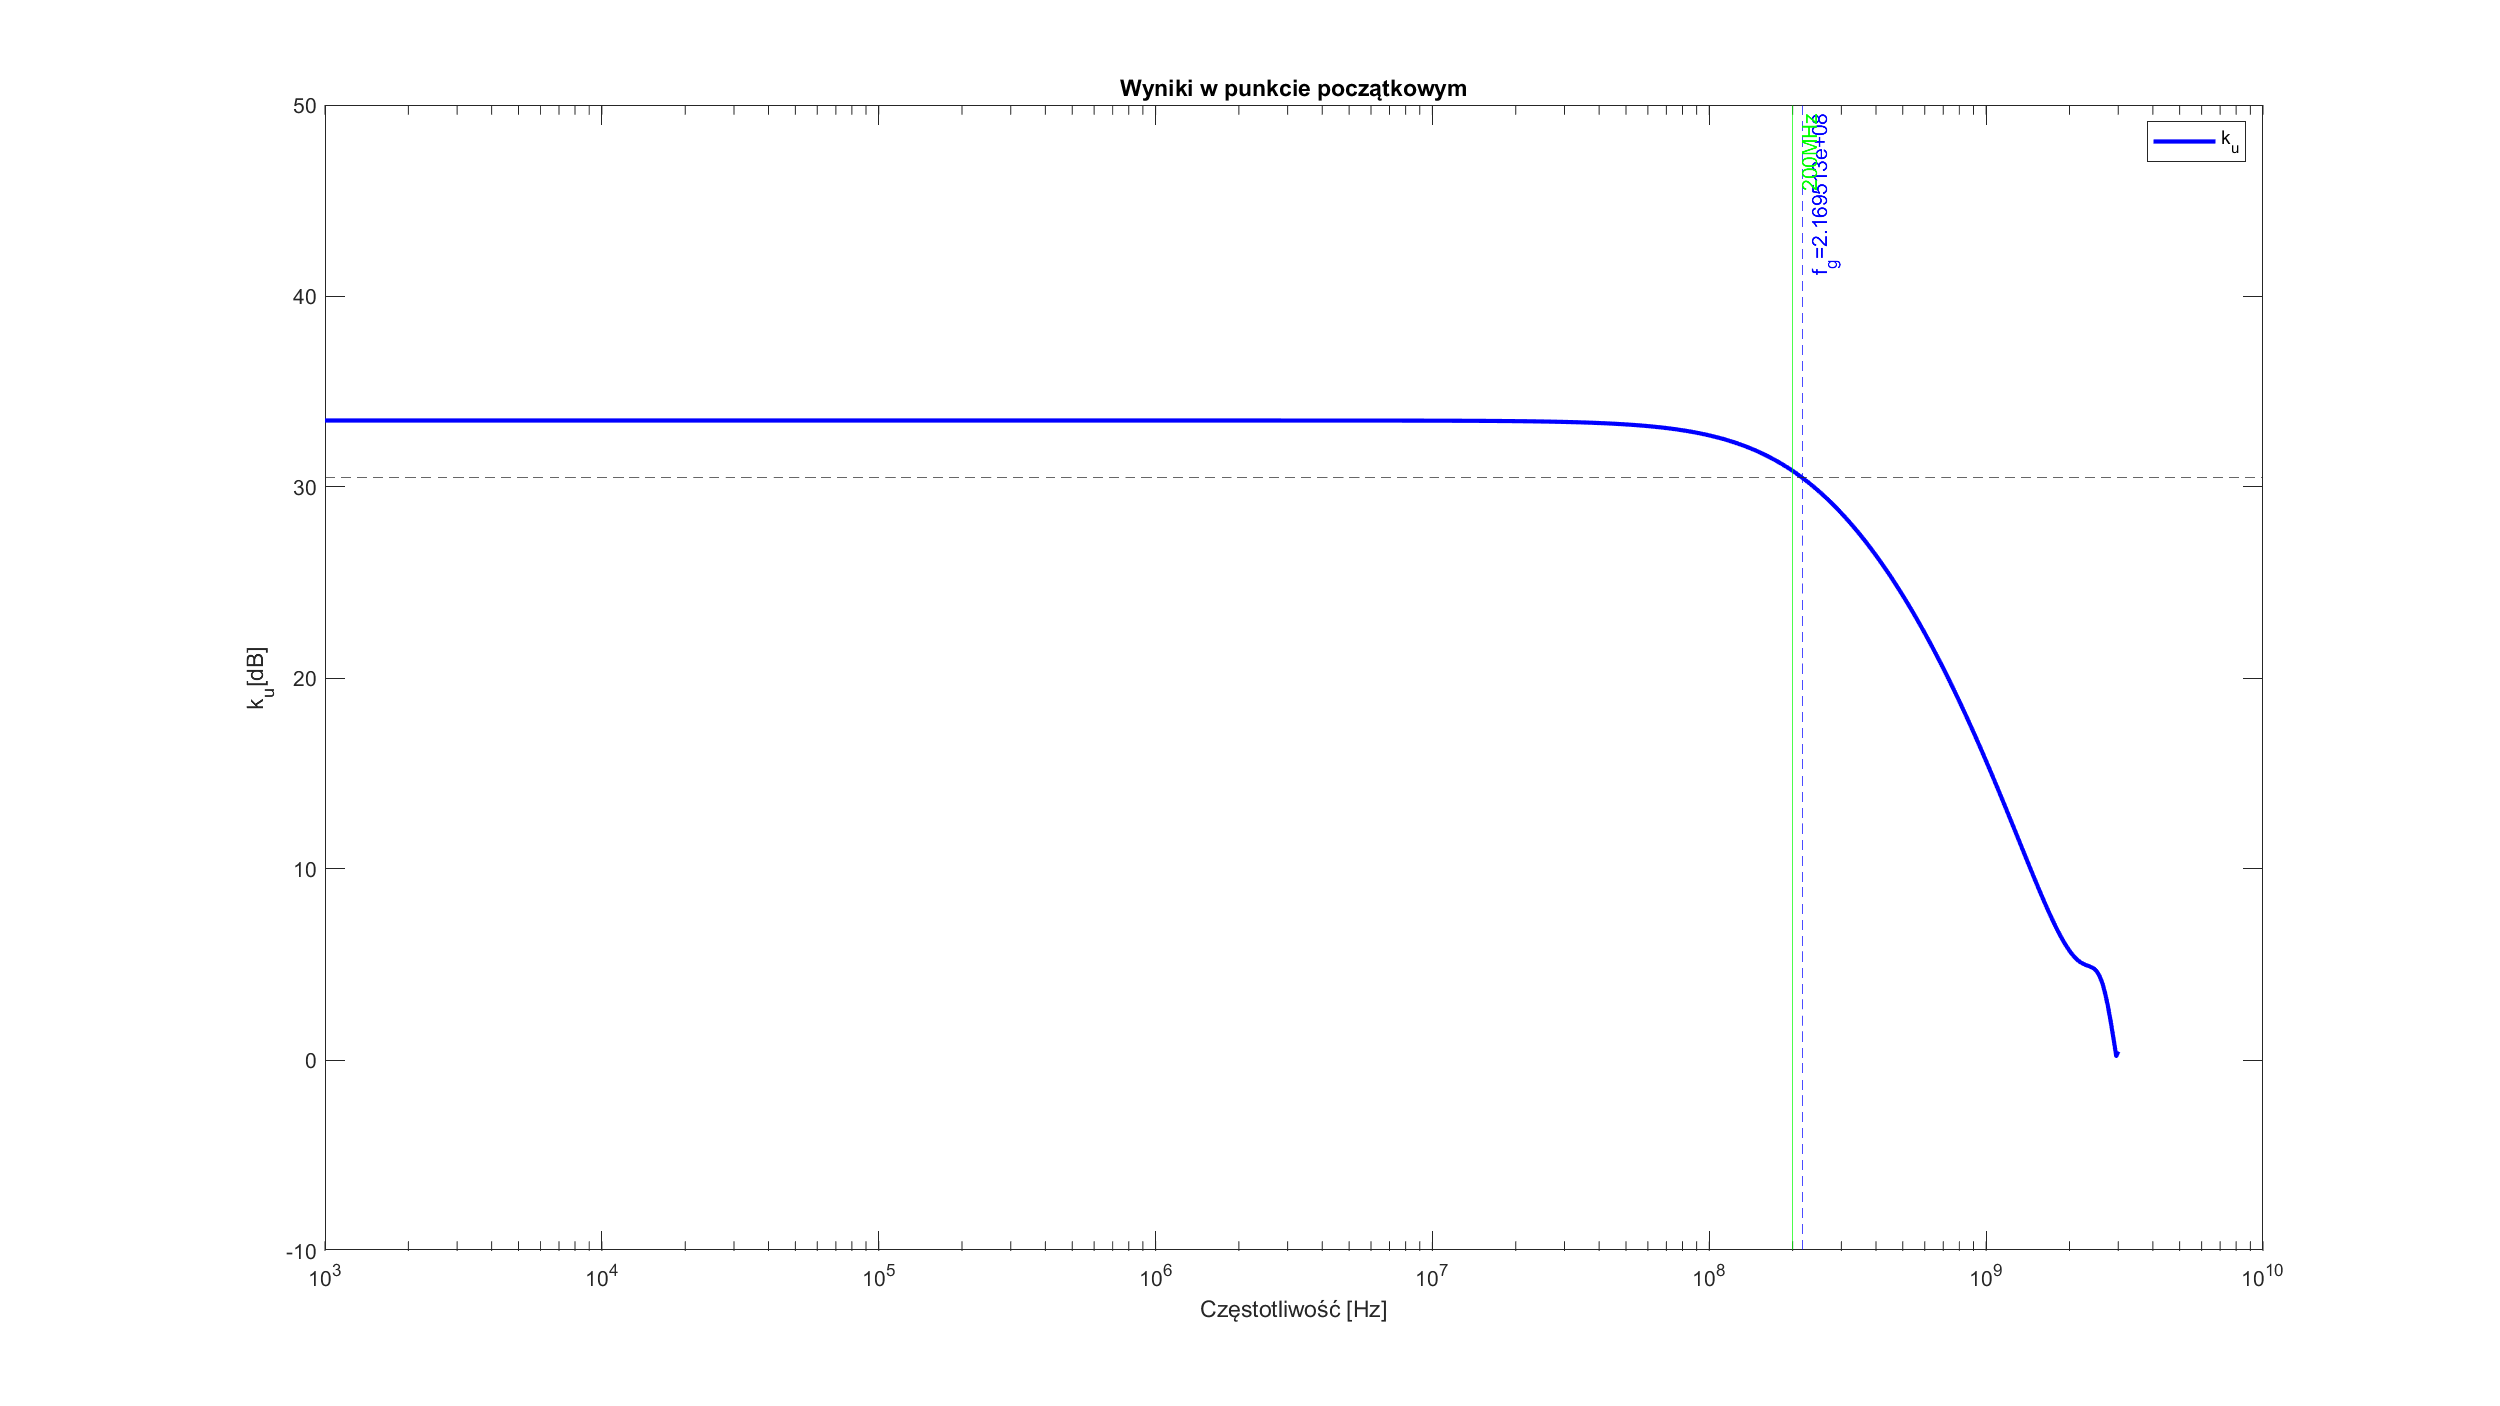 Wyniki w punkcie początkowym
50
40
30
20
10
0
-10
k_u[dB]
200MHz
f_g=2.169513e+08
k_u
10^3
10^4
10^5
10^6
10^7
10^8
10^9
10^10
Częstotliwość [Hz]